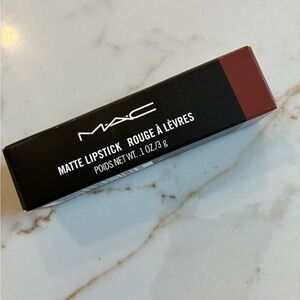 MAC
MATTE LIPSTICK ROUGE À LÈVRES
POIDS NET WT. .1 OZ/3 g